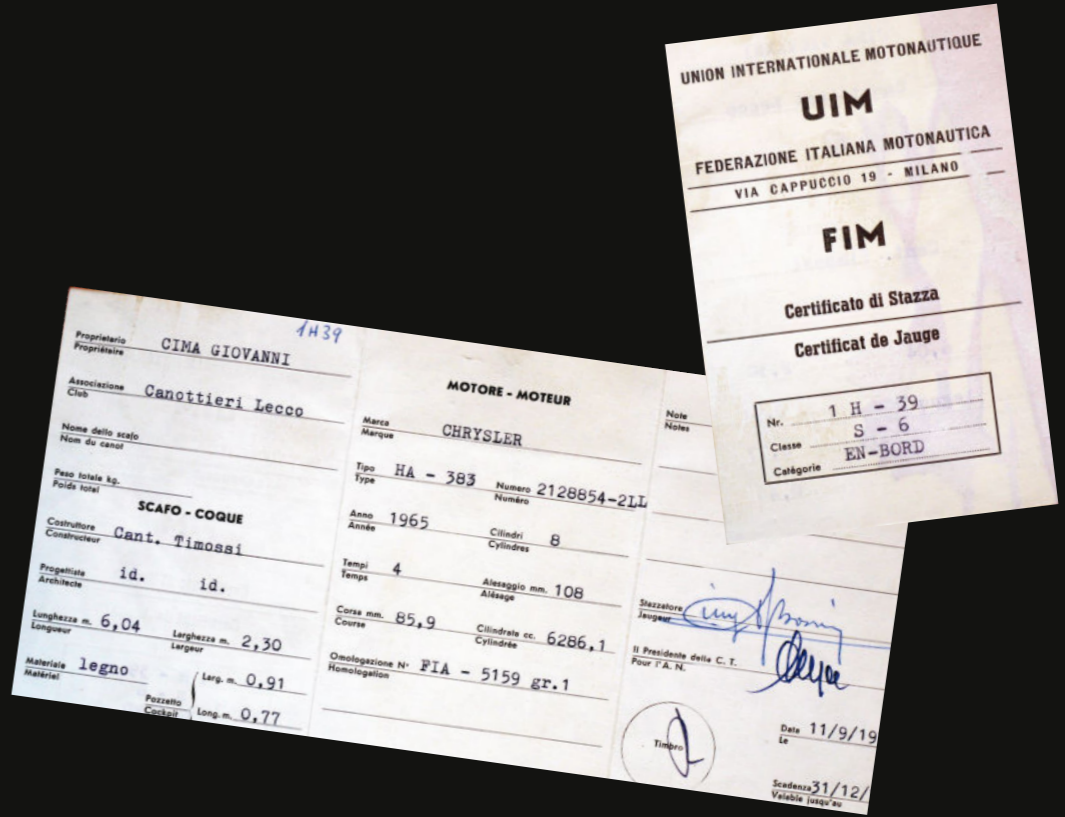 UNION INTERNATIONALE MOTONAUTIQUE
UIM
FEDERAZIONE ITALIANA MOTONAUTICA
VIA CAPPUCCIO 19 - MILANO
FIM
Certificato di Stazza
Certificat de Jauge
Nr. 1 H - 39
Classe S - 6
Catégorie EN-BORD
1H39
Proprietario CIMA GIOVANNI
Propriétaire
Associazione Canottieri Lecco
Club
Nome dello scafo
Nom du canot
Peso totale kg.
Poids total
SCAFO - COQUE
Costruttore Cant. Timossi
Constructeur
Progettista id. id.
Architecte
Lunghezza m. 6,04 Larghezza m. 2,30
Longueur Largeur
Materiale legno
Matériel
Pozzetto Larg. m. 0,91
Cockpit Long. m. 0,77
MOTORE - MOTEUR
Marca CHRYSLER
Marque
Tipo HA - 383 Numero 2128854-2LL
Type Numéro
Anno 1965 Cilindri 8
Année Cylindres
Tempi 4 Alesaggio mm. 108
Temps Alésage
Corsa mm. 85,9 Cilindrata cc. 6286,1
Course Cylindrée
Omologazione N° FIA - 5159 gr.1
Homologation
Note
Notes
Stazzatore
Jaugeur
Il Presidente della C. T.
Pour l'A. N.
Timbro
Data 11/9/19
Le
Scadenza 31/12/
Valable jusqu'au